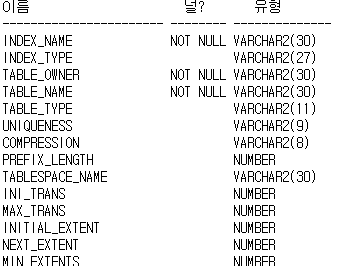 이름 널? 유형
----------------------- -------- ----------------
INDEX_NAME NOT NULL VARCHAR2(30)
INDEX_TYPE VARCHAR2(27)
TABLE_OWNER NOT NULL VARCHAR2(30)
TABLE_NAME NOT NULL VARCHAR2(30)
TABLE_TYPE VARCHAR2(11)
UNIQUENESS VARCHAR2(9)
COMPRESSION VARCHAR2(8)
PREFIX_LENGTH NUMBER
TABLESPACE_NAME VARCHAR2(30)
INI_TRANS NUMBER
MAX_TRANS NUMBER
INITIAL_EXTENT NUMBER
NEXT_EXTENT NUMBER
MIN_EXTENTS NUMBER